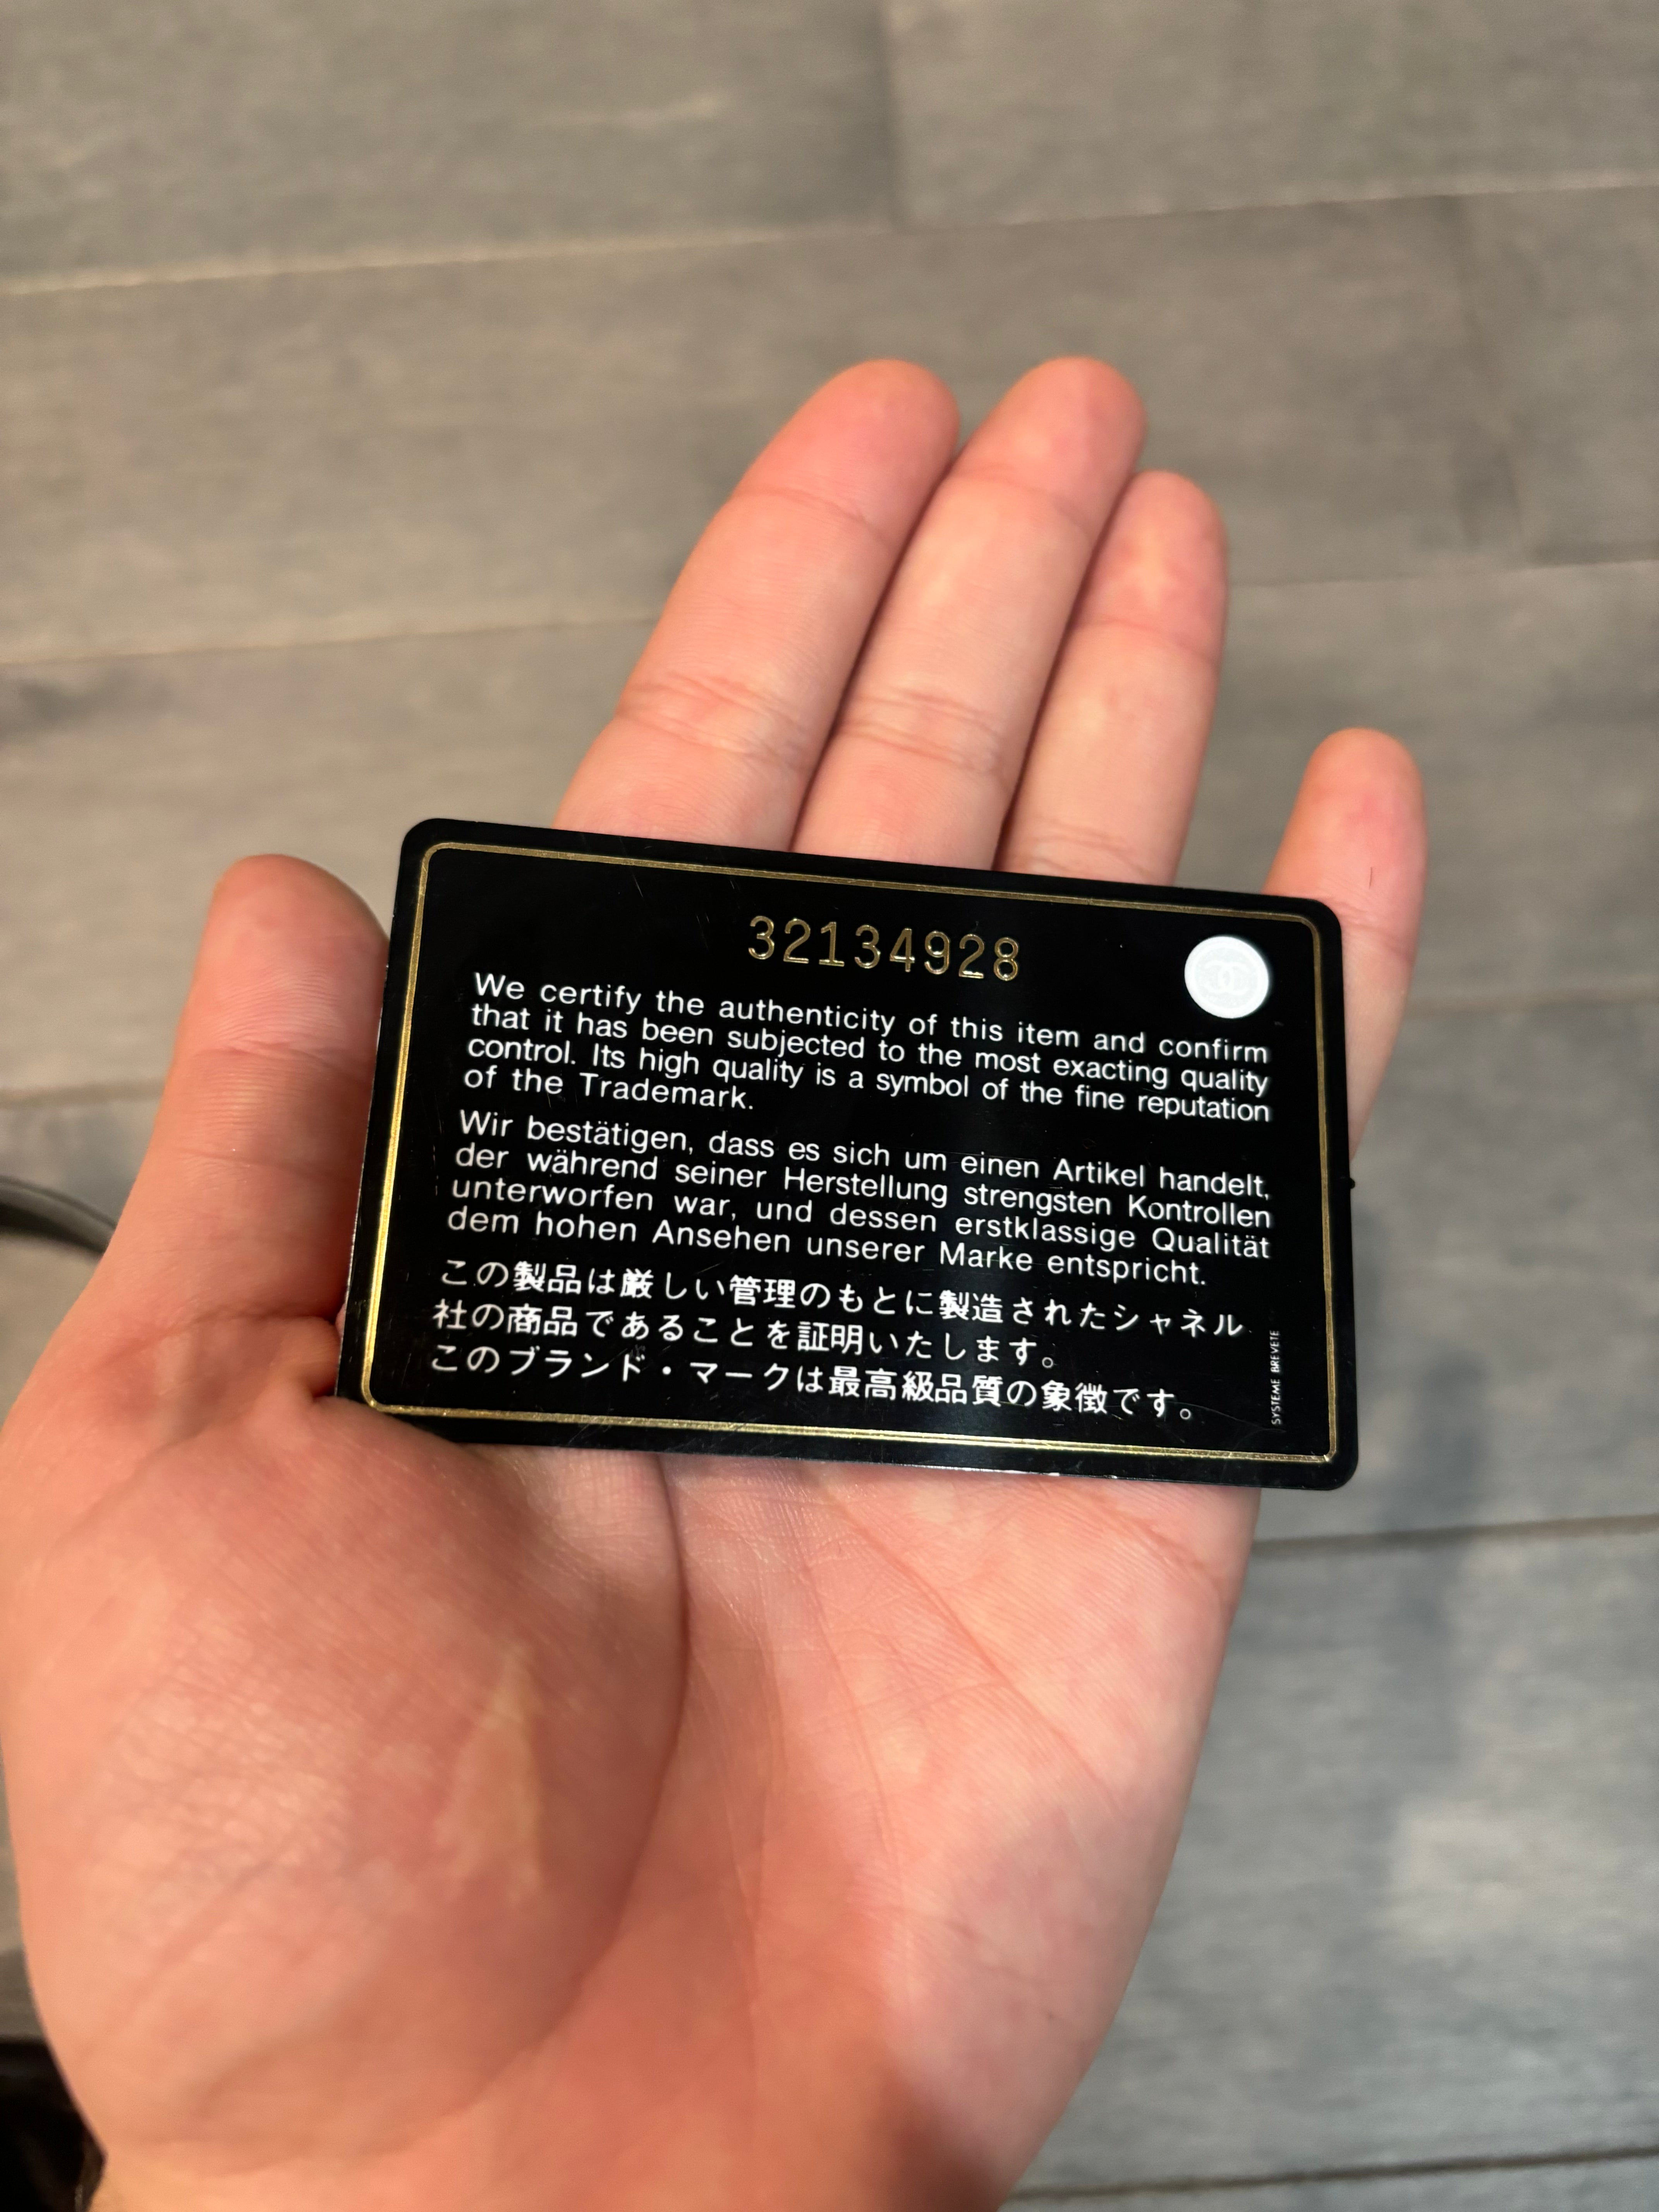 32134928
We certify the authenticity of this item and confirm
that it has been subjected to the most exacting quality
control. Its high quality is a symbol of the fine reputation
of the Trademark.
Wir bestätigen, dass es sich um einen Artikel handelt,
der während seiner Herstellung strengsten Kontrollen
unterworfen war, und dessen erstklassige Qualität
dem hohen Ansehen unserer Marke entspricht.
この製品は厳しい管理のもとに製造されたシャネル
社の商品であることを証明いたします。
このブランド・マークは最高級品質の象徴です。
SYSTEME BREVETE